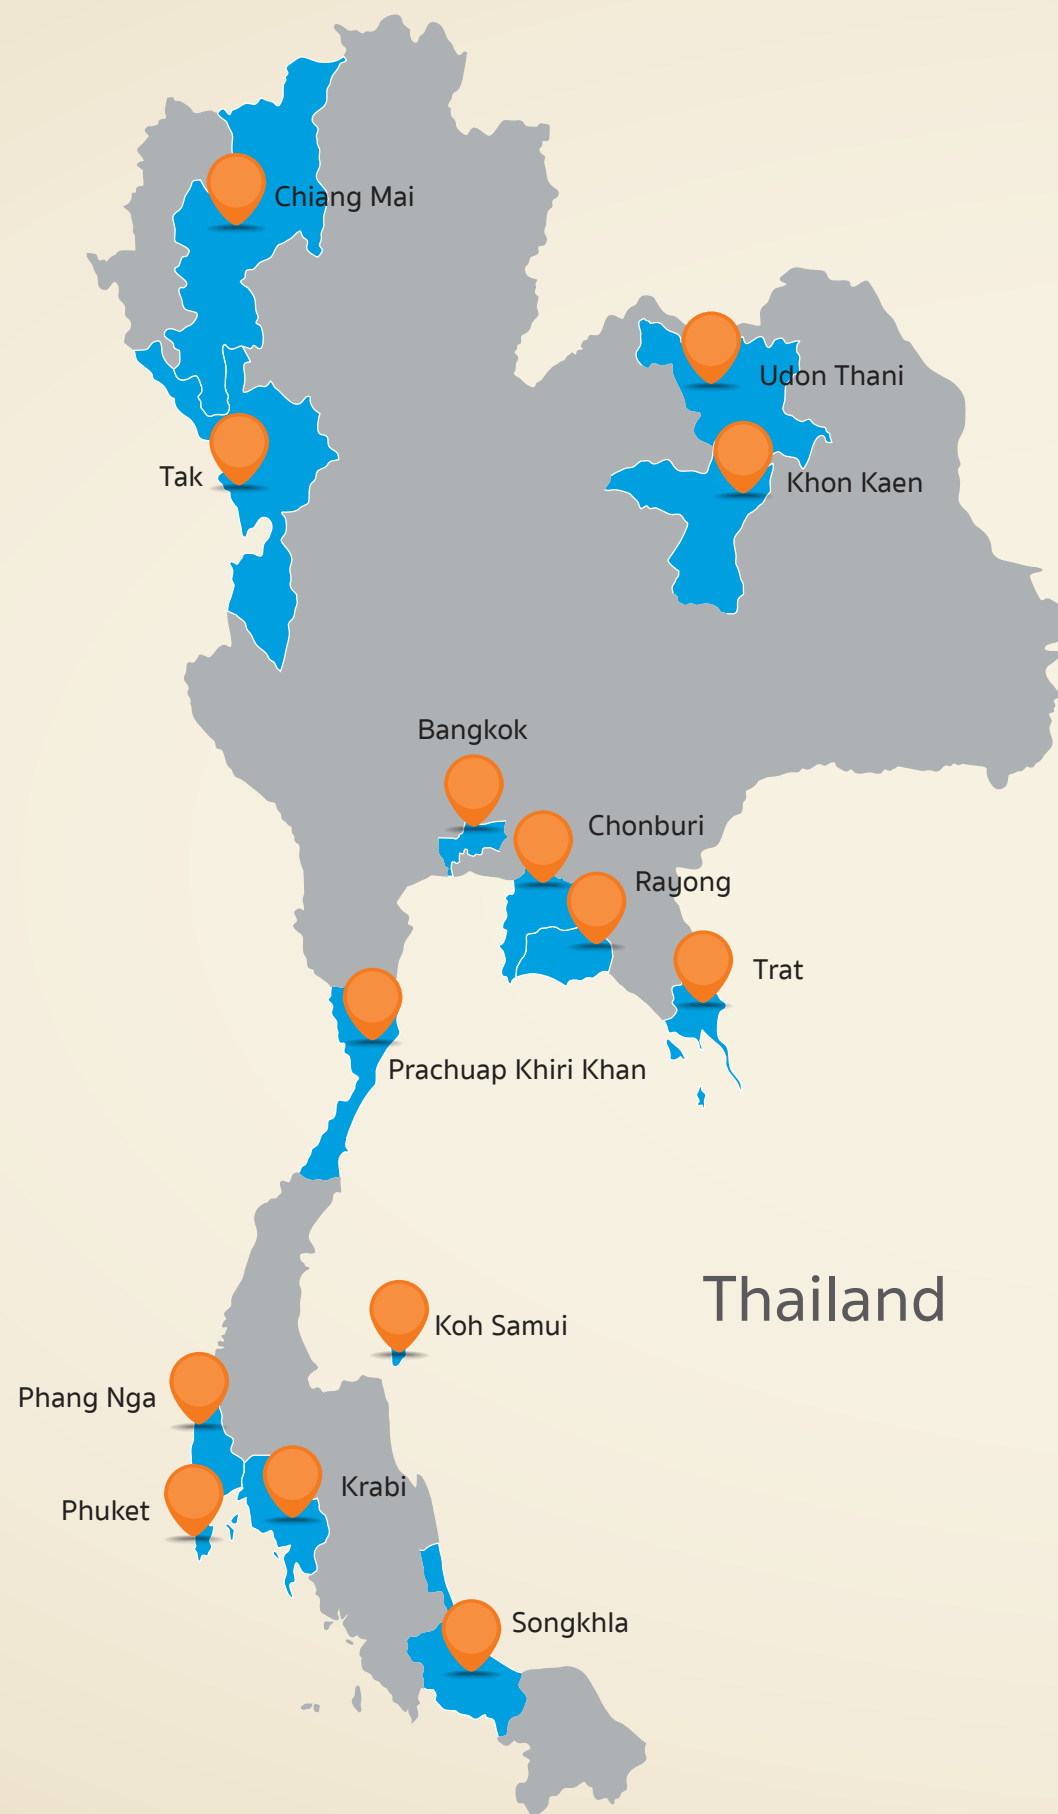 Chiang Mai
Udon Thani
Tak
Khon Kaen
Bangkok
Chonburi
Rayong
Trat
Prachuap Khiri Khan
Thailand
Koh Samui
Phang Nga
Krabi
Phuket
Songkhla